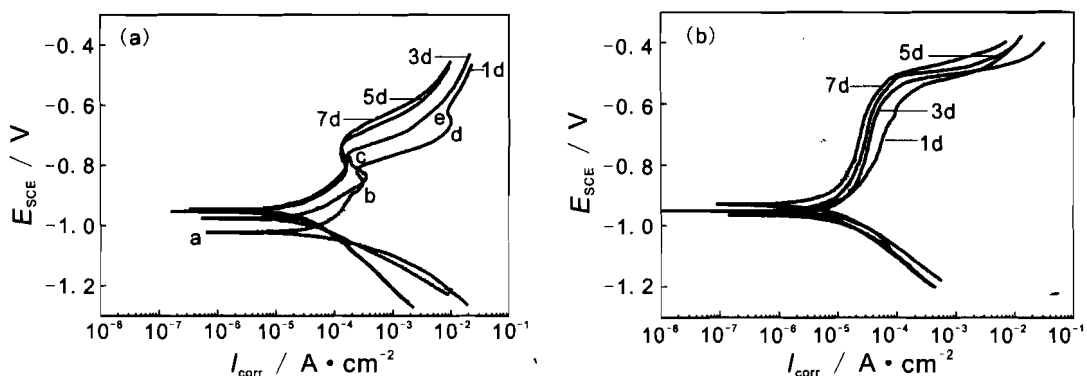 (a)
−0.4
−0.6
−0.8
−1.0
−1.2
E_SCE / V
3d
1d
5d
7d
e
d
c
b
a
10⁻⁸ 10⁻⁷ 10⁻⁶ 10⁻⁵ 10⁻⁴ 10⁻³ 10⁻² 10⁻¹
I_corr / A·cm⁻²
(b)
−0.4
−0.6
−0.8
−1.0
−1.2
E_SCE / V
5d
7d
3d
1d
10⁻⁸ 10⁻⁷ 10⁻⁶ 10⁻⁵ 10⁻⁴ 10⁻³ 10⁻² 10⁻¹
I_corr / A·cm⁻²